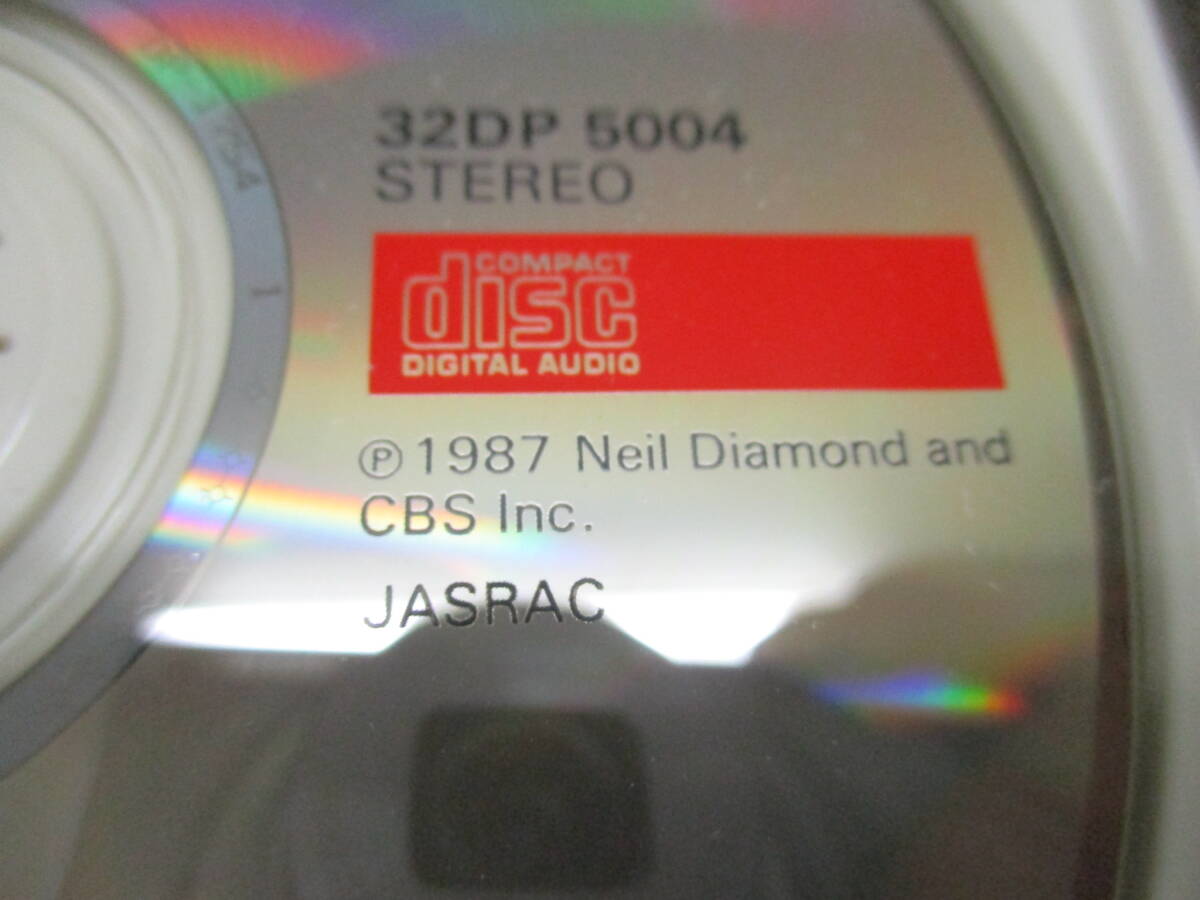 32DP 5004
STEREO
COMPACT
disc
DIGITAL AUDIO
℗1987 Neil Diamond and
CBS Inc.
JASRAC